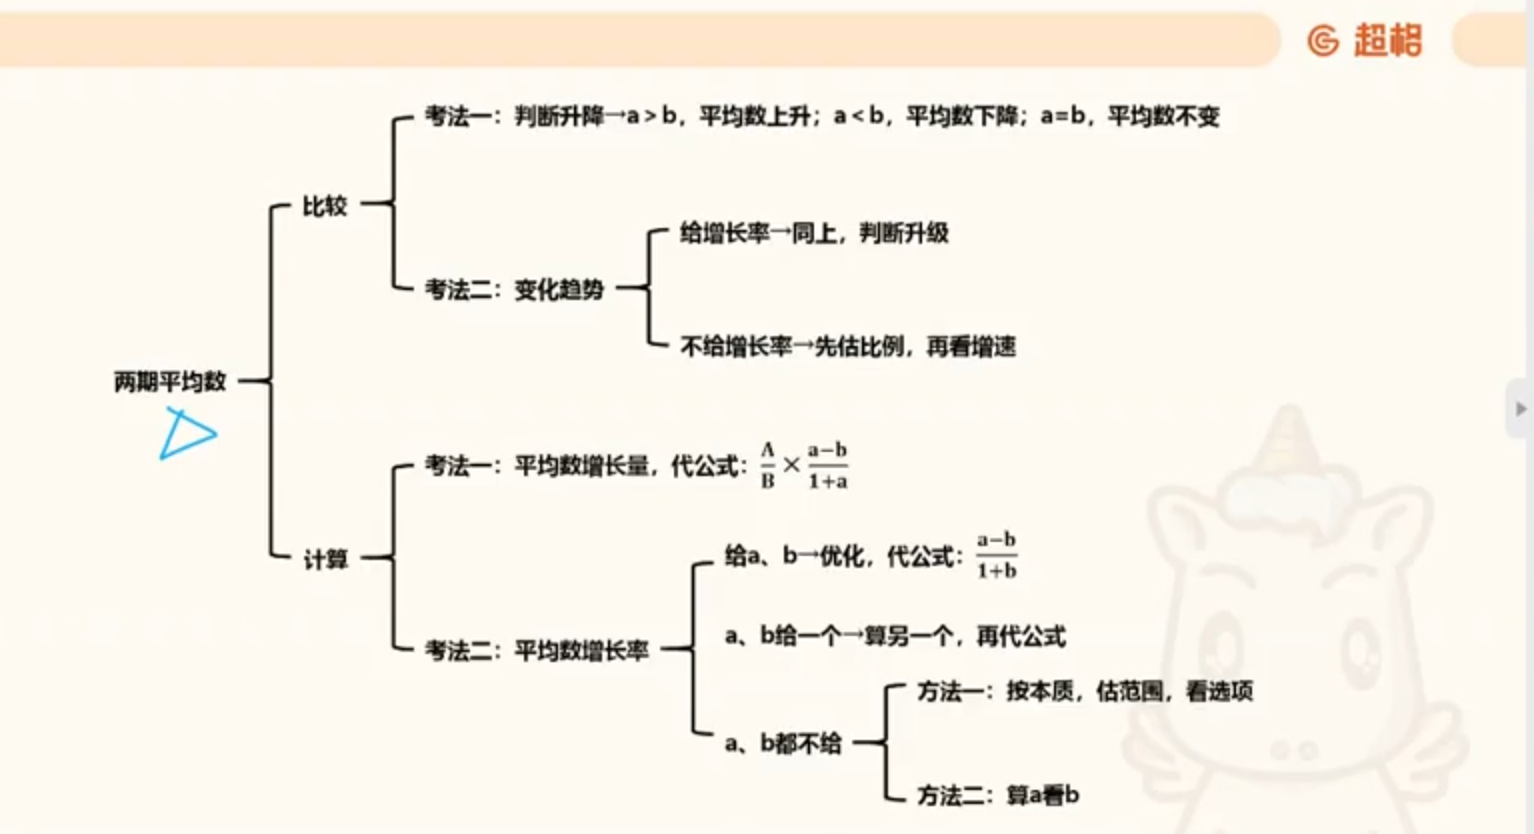 超格
考法一：判断升降→a＞b，平均数上升；a＜b，平均数下降；a=b，平均数不变
比较
给增长率→同上，判断升级
考法二：变化趋势
不给增长率→先估比例，再看增速
两期平均数
考法一：平均数增长量，代公式：A/B × a−b/1+a
给a、b→优化，代公式：a−b/1+b
计算
a、b给一个→算另一个，再代公式
考法二：平均数增长率
方法一：按本质，估范围，看选项
a、b都不给
方法二：算a看b